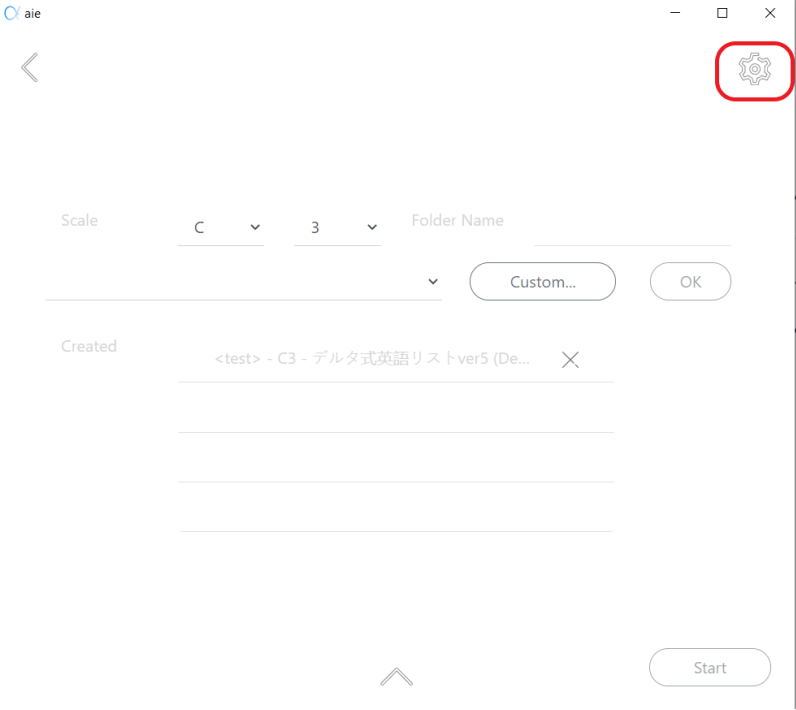 aie
Scale
C
3
Folder Name
Custom...
OK
Created
<test> - C3 - デルタ式英語リストver5 (De...
Start